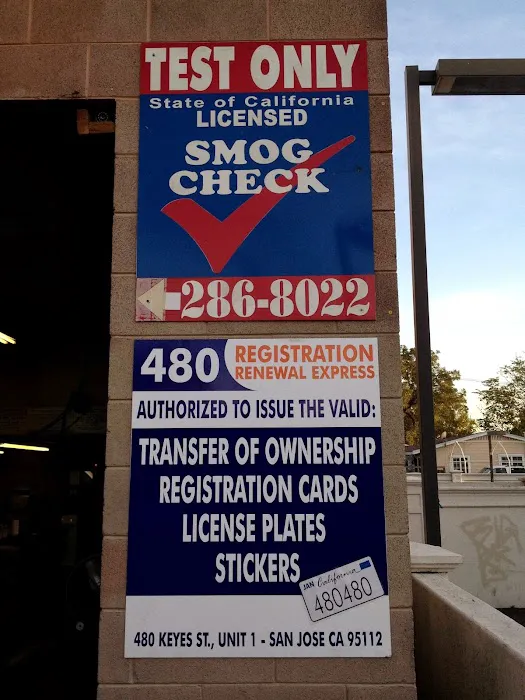 TEST ONLY
State of California
LICENSED
SMOG
CHECK
286-8022
480 REGISTRATION
RENEWAL EXPRESS
AUTHORIZED TO ISSUE THE VALID:
TRANSFER OF OWNERSHIP
REGISTRATION CARDS
LICENSE PLATES
STICKERS
JAN California
480480
480 KEYES ST., UNIT 1 - SAN JOSE CA 95112